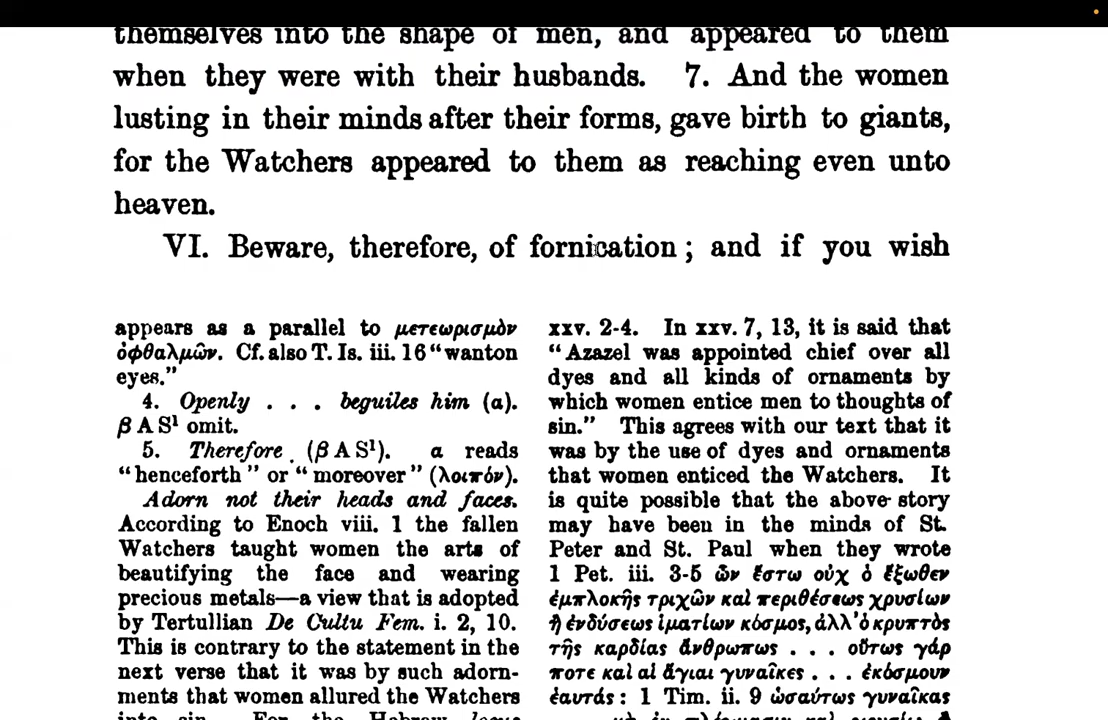 themselves into the shape of men, and appeared to them
when they were with their husbands. 7. And the women
lusting in their minds after their forms, gave birth to giants,
for the Watchers appeared to them as reaching even unto
heaven.
VI. Beware, therefore, of fornication ; and if you wish
appears as a parallel to μετεωρισμὸν
ὀφθαλμῶν. Cf. also T. Is. iii. 16 “wanton
eyes.”
4. Openly . . . beguiles him (α).
β A S¹ omit.
5. Therefore (β A S¹). α reads
“henceforth” or “moreover” (λοιπόν).
Adorn not their heads and faces.
According to Enoch viii. 1 the fallen
Watchers taught women the arts of
beautifying the face and wearing
precious metals—a view that is adopted
by Tertullian De Cultu Fem. i. 2, 10.
This is contrary to the statement in the
next verse that it was by such adorn-
ments that women allured the Watchers
into sin. For the Hebrew locus
xxv. 2-4. In xxv. 7, 13, it is said that
“Azazel was appointed chief over all
dyes and all kinds of ornaments by
which women entice men to thoughts of
sin.” This agrees with our text that it
was by the use of dyes and ornaments
that women enticed the Watchers. It
is quite possible that the above story
may have been in the minds of St.
Peter and St. Paul when they wrote
1 Pet. iii. 3-5 ὧν ἔστω οὐχ ὁ ἔξωθεν
ἐμπλοκῆς τριχῶν καὶ περιθέσεως χρυσίων
ἢ ἐνδύσεως ἱματίων κόσμος, ἀλλ’ ὁ κρυπτὸς
τῆς καρδίας ἄνθρωπως . . . οὕτως γάρ
ποτε καὶ αἱ ἅγιαι γυναῖκες . . . ἐκόσμουν
ἑαυτάς : 1 Tim. ii. 9 ὡσαύτως γυναῖκας